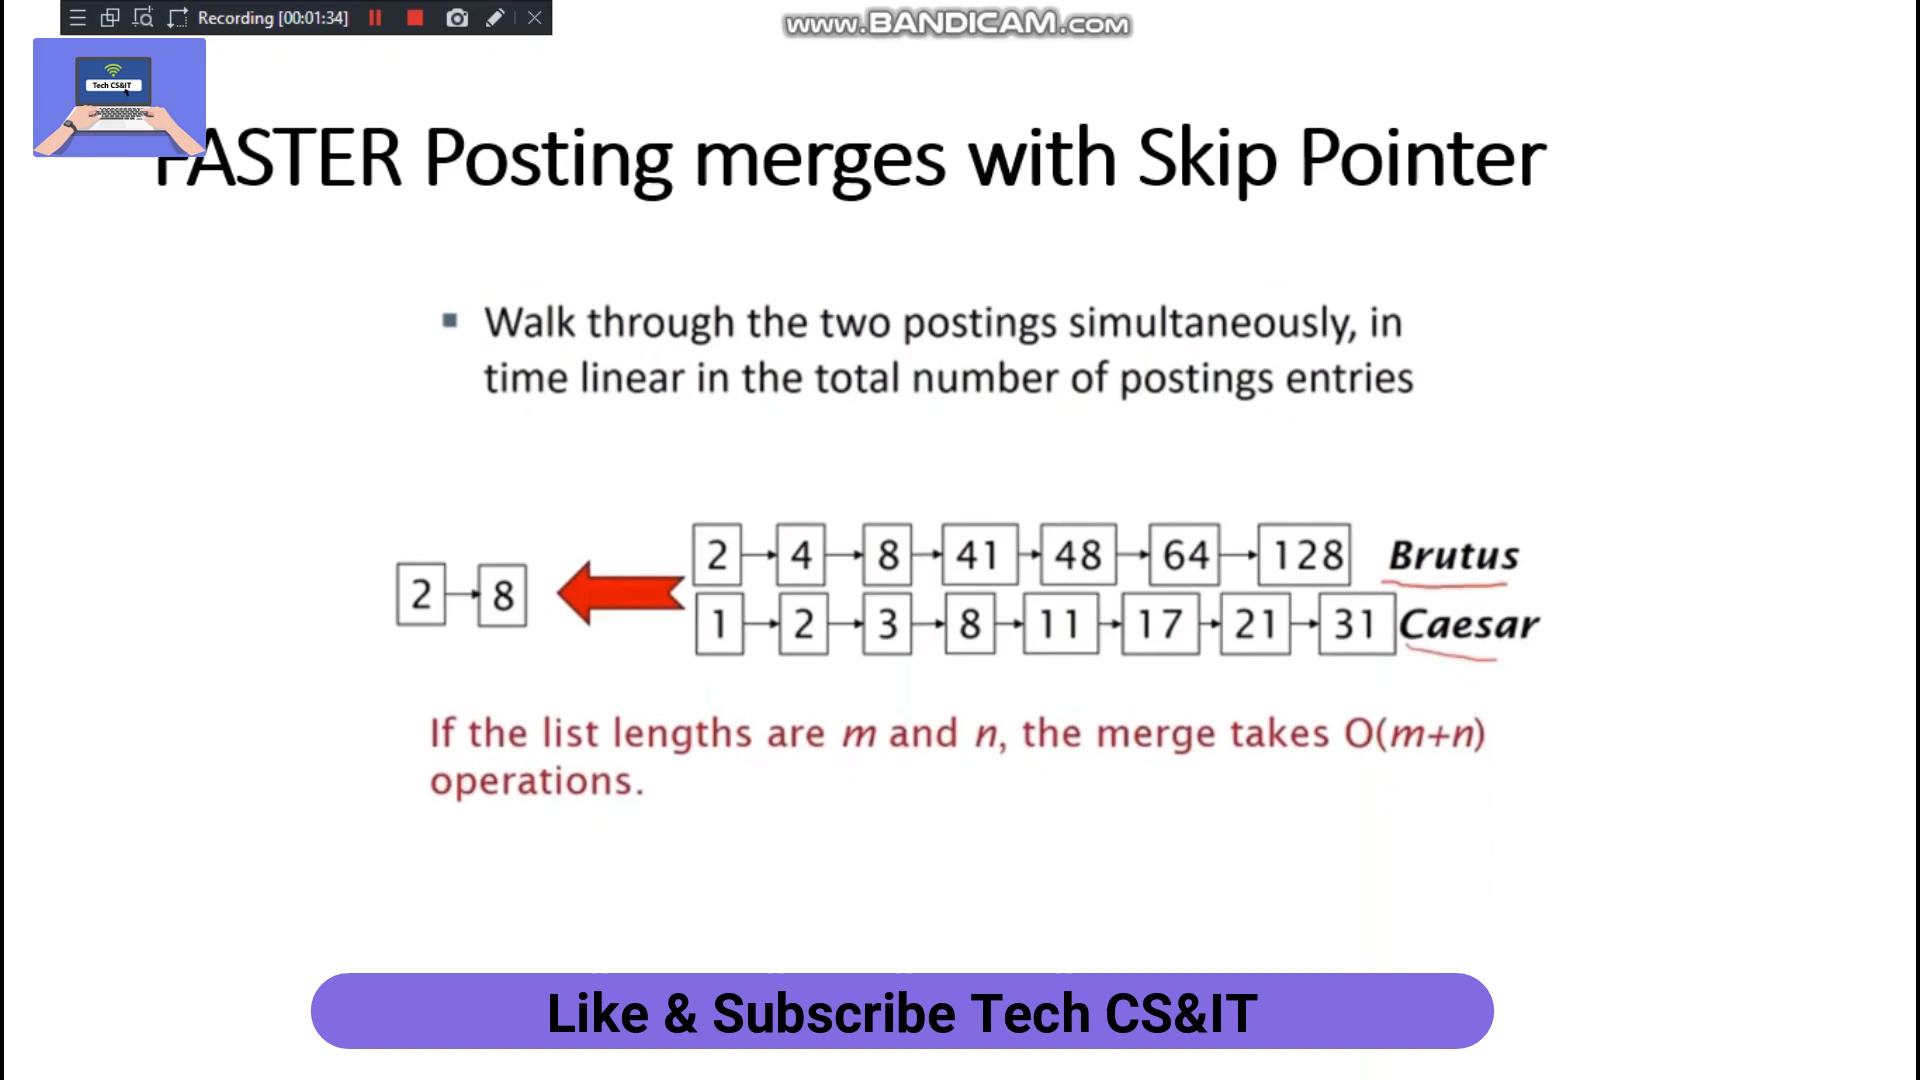 Recording [00:01:34]
www.BANDICAM.com
Tech CS&IT
FASTER Posting merges with Skip Pointer
Walk through the two postings simultaneously, in
time linear in the total number of postings entries
2 4 8 41 48 64 128 Brutus
2 8
1 2 3 8 11 17 21 31 Caesar
If the list lengths are m and n, the merge takes O(m+n)
operations.
Like & Subscribe Tech CS&IT